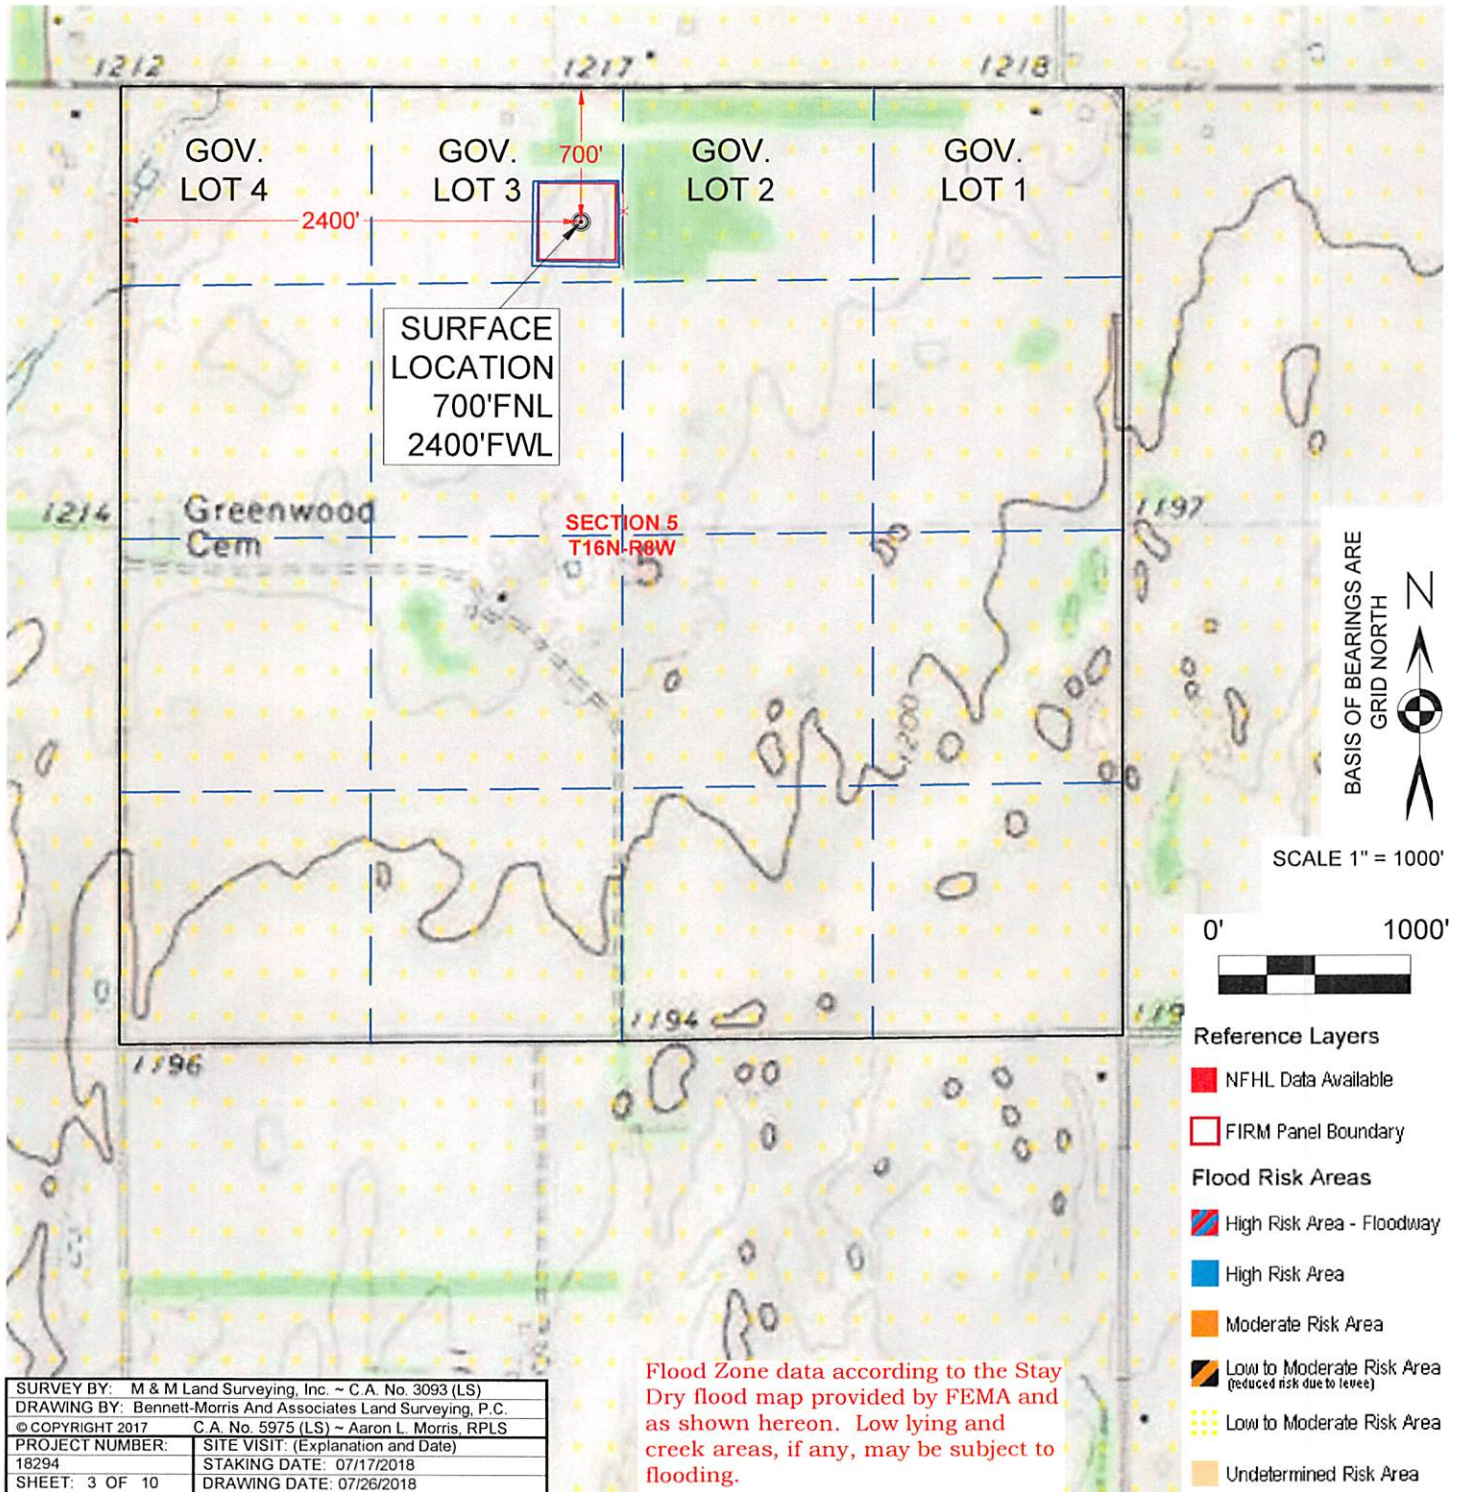 1212
1217
1218
GOV.
LOT 4
GOV.
LOT 3
700'
GOV.
LOT 2
GOV.
LOT 1
2400'
SURFACE
LOCATION
700'FNL
2400'FWL
1214
Greenwood
Cem
SECTION 5
T16N-R8W
1197
BASIS OF BEARINGS ARE
GRID NORTH
N
1200
SCALE 1" = 1000'
0' 1000'
1194
119
1196
Reference Layers
NFHL Data Available
FIRM Panel Boundary
Flood Risk Areas
High Risk Area - Floodway
High Risk Area
Moderate Risk Area
Low to Moderate Risk Area
(reduced risk due to levee)
Low to Moderate Risk Area
Undetermined Risk Area
Flood Zone data according to the Stay
Dry flood map provided by FEMA and
as shown hereon. Low lying and
creek areas, if any, may be subject to
flooding.
SURVEY BY: M & M Land Surveying, Inc. ~ C.A. No. 3093 (LS)
DRAWING BY: Bennett-Morris And Associates Land Surveying, P.C.
© COPYRIGHT 2017 C.A. No. 5975 (LS) ~ Aaron L. Morris, RPLS
PROJECT NUMBER: SITE VISIT: (Explanation and Date)
18294 STAKING DATE: 07/17/2018
SHEET: 3 OF 10 DRAWING DATE: 07/26/2018